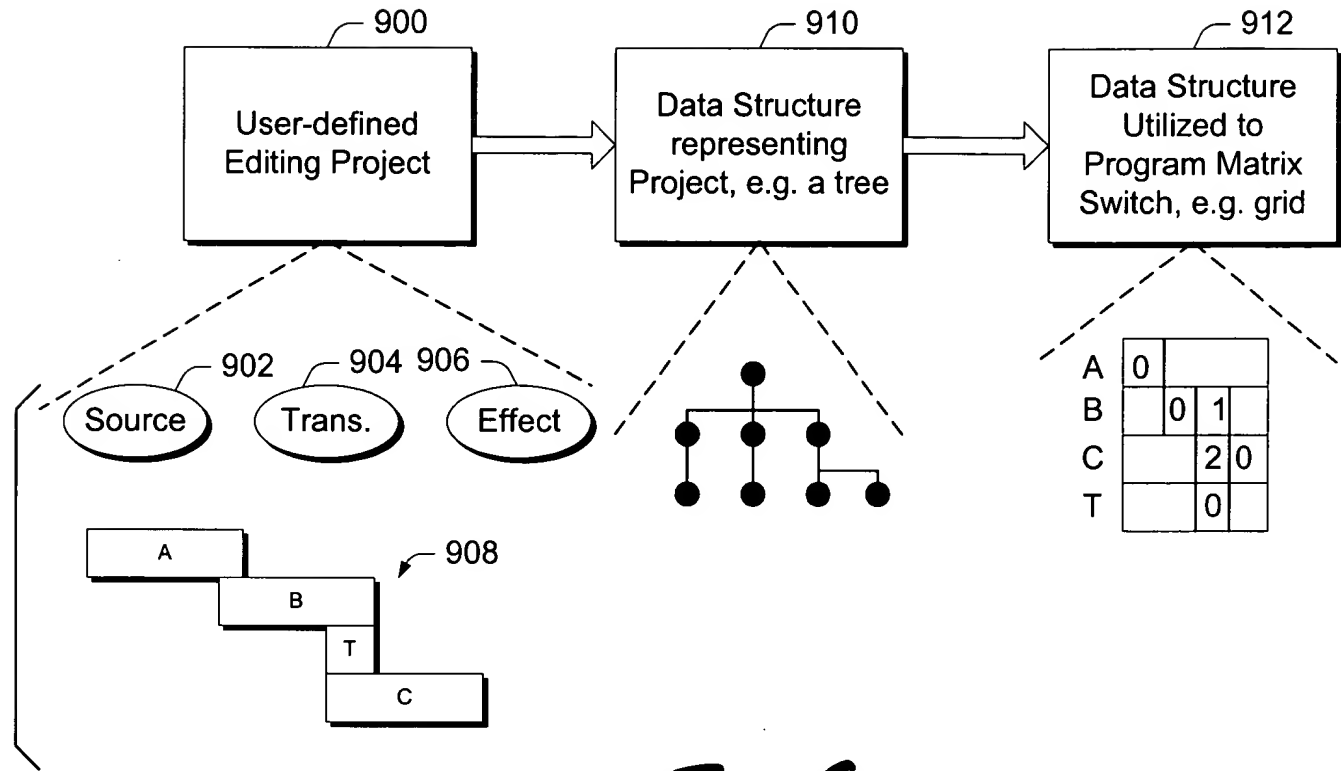 900
910
912
User-defined
Editing Project
Data Structure
representing
Project, e.g. a tree
Data Structure
Utilized to
Program Matrix
Switch, e.g. grid
902
904
906
Source
Trans.
Effect
A
B
T
C
908
A 0
B 0 1
C 2 0
T 0